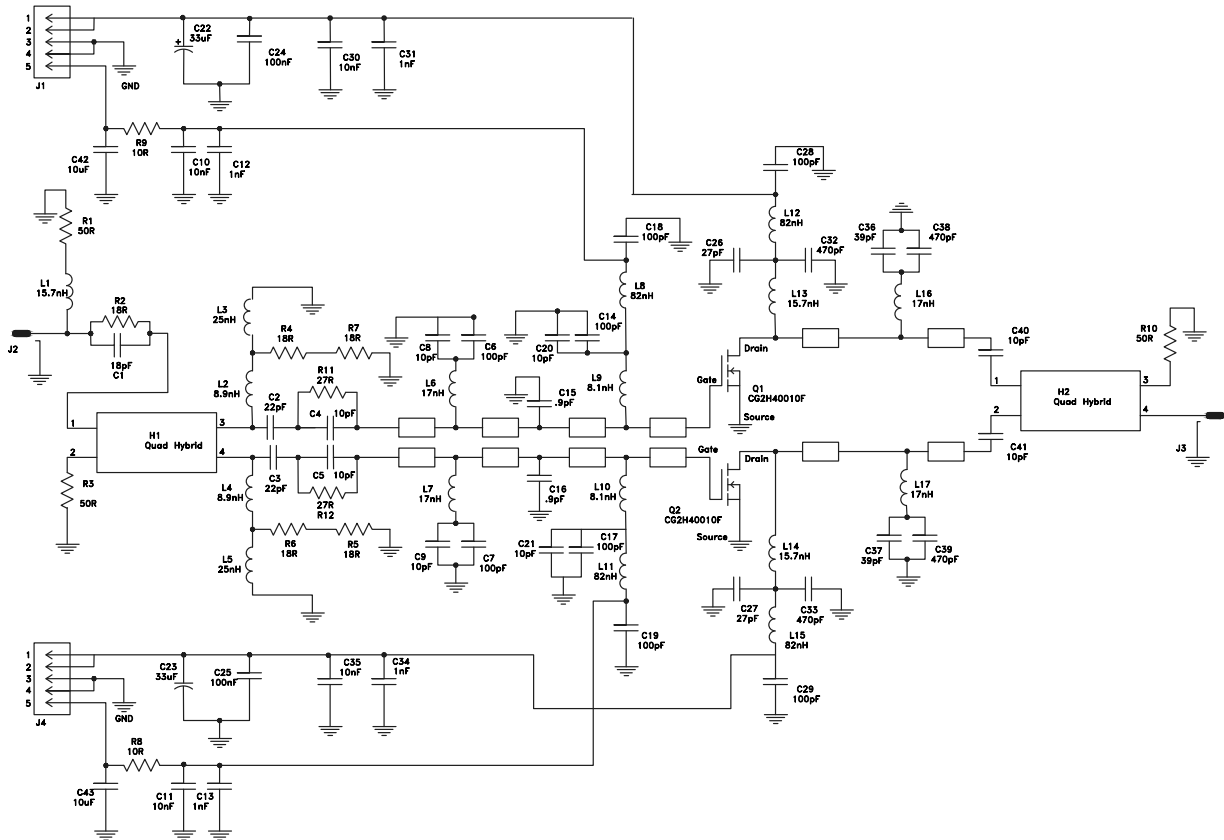 1
2
3
4
5
J1
GND
C22
33uF
C24
100nF
C30
10nF
C31
1nF
R9
10R
C42
10uF
C10
10nF
C12
1nF
C28
100pF
R1
50R
L1
15.7nH
R2
18R
18pF
C1
J2
L3
25nH
R4
18R
R7
18R
L2
8.9nH
C2
22pF
R11
27R
C4
10pF
C8
10pF
C6
100pF
L6
17nH
C18
100pF
L8
82nH
C14
100pF
C20
10pF
C15
.9pF
L9
8.1nH
L12
82nH
C26
27pF
C32
470pF
L13
15.7nH
C36
39pF
C38
470pF
L16
17nH
Drain
Gate
Q1
CG2H40010F
Source
C40
10pF
R10
50R
1
2
H2
Quad Hybrid
3
4
J3
C41
10pF
1
2
H1
Quad Hybrid
3
4
R3
50R
C3
22pF
C5
10pF
27R
R12
L4
8.9nH
R6
18R
R5
18R
L5
25nH
L7
17nH
C9
10pF
C7
100pF
C16
.9pF
L10
8.1nH
C21
10pF
C17
100pF
L11
82nH
C19
100pF
Gate
Drain
Q2
CG2H40010F
Source
L14
15.7nH
C27
27pF
C33
470pF
L15
82nH
C29
100pF
L17
17nH
C37
39pF
C39
470pF
1
2
3
4
5
J4
GND
C23
33uF
C25
100nF
C35
10nF
C34
1nF
R8
10R
C43
10uF
C11
10nF
C13
1nF